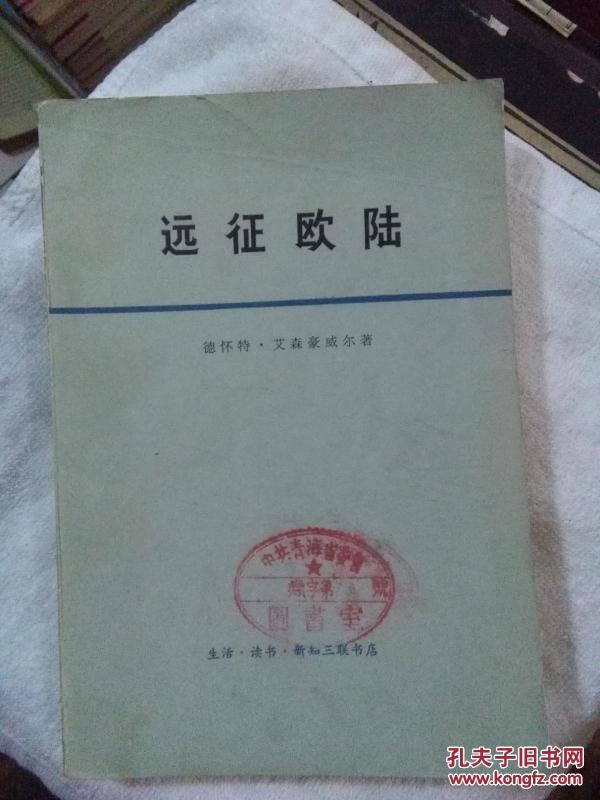 远征欧陆
德怀特·艾森豪威尔著
中共青海省委
图书室
生活·读书·新知三联书店
孔夫子旧书网
www.kongfz.com